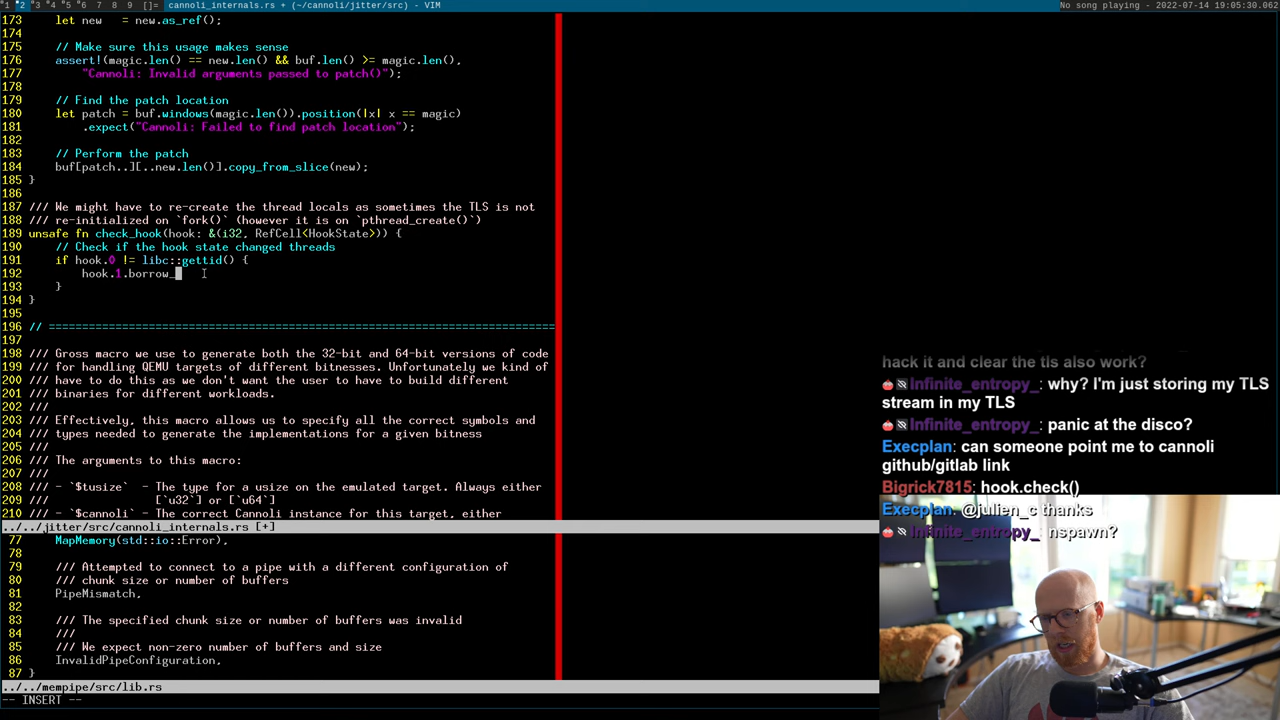 1 2 3 4 5 6 7 8 9 []= cannoli_internals.rs + (~/cannoli/jitter/src) - VIM No song playing - 2022-07-14 19:05:30.062
173     let new   = new.as_ref();
174
175     // Make sure this usage makes sense
176     assert!(magic.len() == new.len() && buf.len() >= magic.len(),
177         "Cannoli: Invalid arguments passed to patch()");
178
179     // Find the patch location
180     let patch = buf.windows(magic.len()).position(|x| x == magic)
181         .expect("Cannoli: Failed to find patch location");
182
183     // Perform the patch
184     buf[patch..][..new.len()].copy_from_slice(new);
185 }
186
187 /// We might have to re-create the thread locals as sometimes the TLS is not
188 /// re-initialized on `fork()` (however it is on `pthread_create()`)
189 unsafe fn check_hook(hook: &(i32, RefCell<HookState>)) {
190     // Check if the hook state changed threads
191     if hook.0 != libc::gettid() {
192         hook.1.borrow_
193     }
194 }
195
196 // =============================================================================
197
198 /// Gross macro we use to generate both the 32-bit and 64-bit versions of code
199 /// for handling QEMU targets of different bitnesses. Unfortunately we kind of
200 /// have to do this as we don't want the user to have to build different
201 /// binaries for different workloads.
202 ///
203 /// Effectively, this macro allows us to specify all the correct symbols and
204 /// types needed to generate the implementations for a given bitness
205 ///
206 /// The arguments to this macro:
207 ///
208 /// - `$tusize`  - The type for a usize on the emulated target. Always either
209 ///                [`u32`] or [`u64`]
210 /// - `$cannoli` - The correct Cannoli instance for this target, either
../../jitter/src/cannoli_internals.rs [+]
77     MapMemory(std::io::Error),
78
79     /// Attempted to connect to a pipe with a different configuration of
80     /// chunk size or number of buffers
81     PipeMismatch,
82
83     /// The specified chunk size or number of buffers was invalid
84     ///
85     /// We expect non-zero number of buffers and size
86     InvalidPipeConfiguration,
87 }
../../mempipe/src/lib.rs
-- INSERT --
hack it and clear the tls also work?
Infinite_entropy_: why? I'm just storing my TLS
stream in my TLS
Infinite_entropy_: panic at the disco?
Execplan: can someone point me to cannoli
github/gitlab link
Bigrick7815: hook.check()
Execplan: @julien_c thanks
Infinite_entropy_: nspawn?